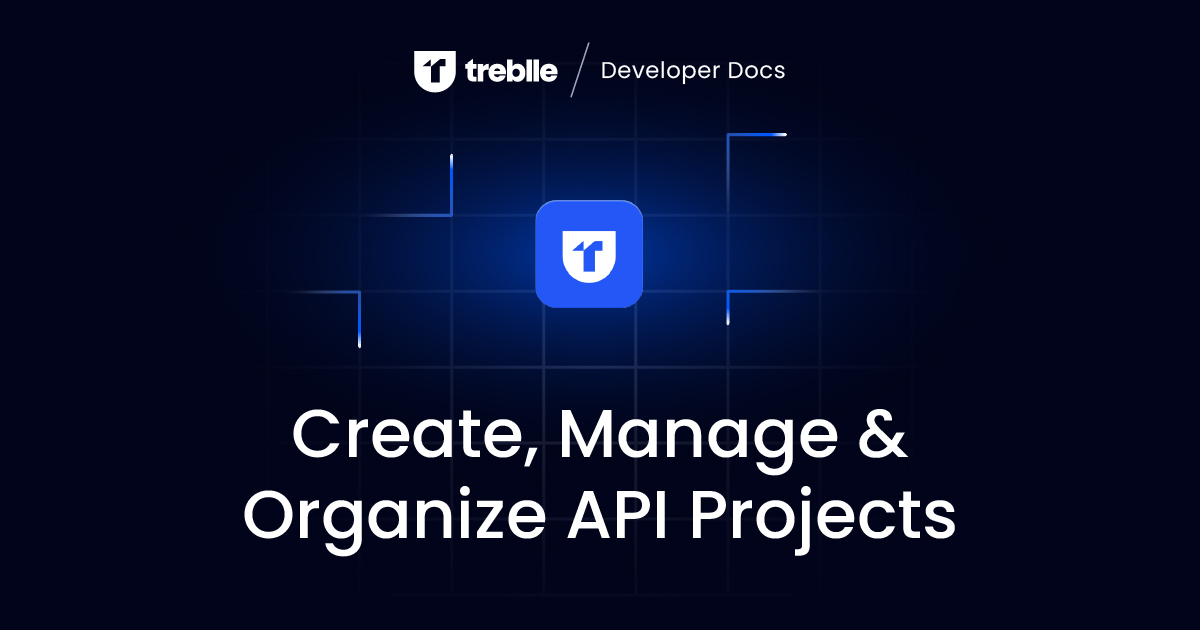 treblle / Developer Docs
Create, Manage &
Organize API Projects